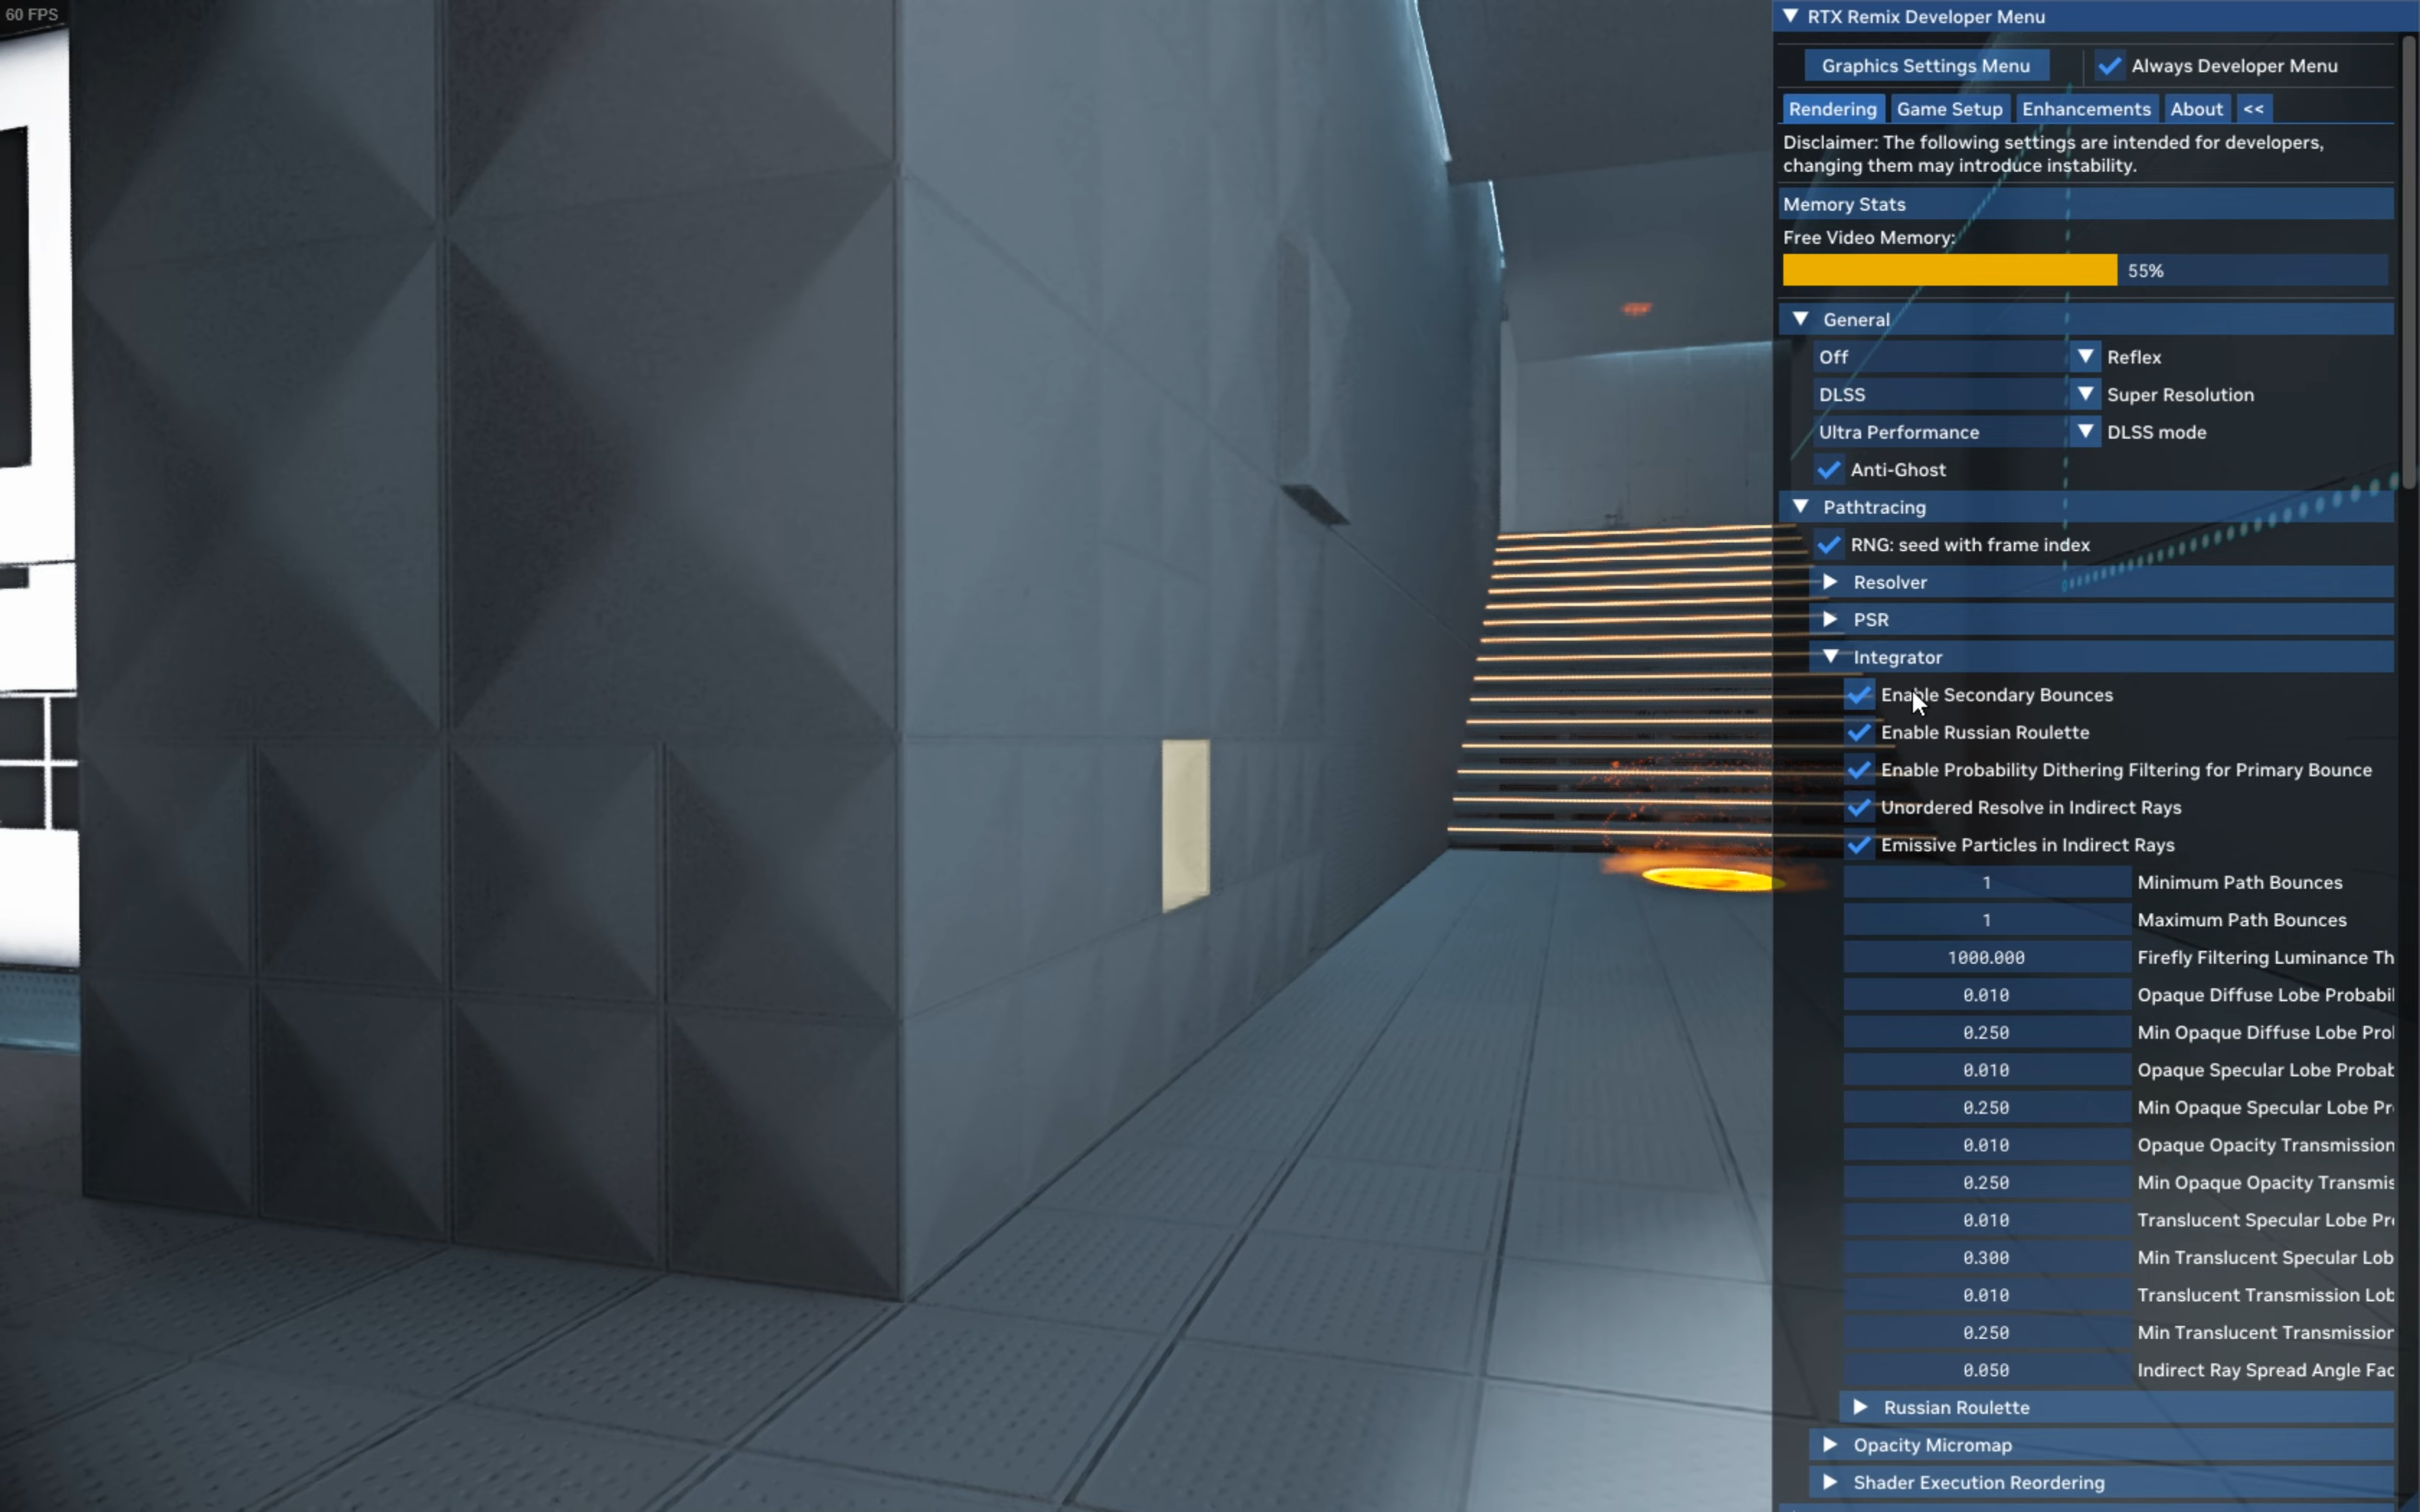 60 FPS
RTX Remix Developer Menu
Graphics Settings Menu
Always Developer Menu
Rendering Game Setup Enhancements About <<
Disclaimer: The following settings are intended for developers,
changing them may introduce instability.
Memory Stats
Free Video Memory:
55%
General
Off Reflex
DLSS Super Resolution
Ultra Performance DLSS mode
Anti-Ghost
Pathtracing
RNG: seed with frame index
Resolver
PSR
Integrator
Enable Secondary Bounces
Enable Russian Roulette
Enable Probability Dithering Filtering for Primary Bounce
Unordered Resolve in Indirect Rays
Emissive Particles in Indirect Rays
1 Minimum Path Bounces
1 Maximum Path Bounces
1000.000 Firefly Filtering Luminance Th
0.010 Opaque Diffuse Lobe Probabil
0.250 Min Opaque Diffuse Lobe Pro
0.010 Opaque Specular Lobe Probab
0.250 Min Opaque Specular Lobe Pr
0.010 Opaque Opacity Transmission
0.250 Min Opaque Opacity Transmis
0.010 Translucent Specular Lobe Pr
0.300 Min Translucent Specular Lob
0.010 Translucent Transmission Lob
0.250 Min Translucent Transmission
0.050 Indirect Ray Spread Angle Fac
Russian Roulette
Opacity Micromap
Shader Execution Reordering